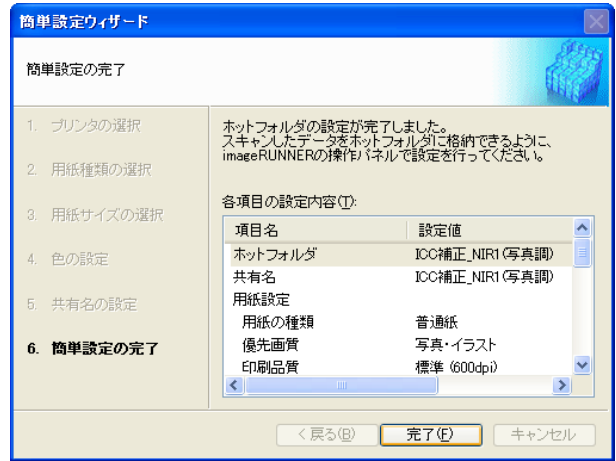 簡単設定ウィザード
簡単設定の完了
1. プリンタの選択
2. 用紙種類の選択
3. 用紙サイズの選択
4. 色の設定
5. 共有名の設定
6. 簡単設定の完了
ホットフォルダの設定が完了しました。
スキャンしたデータをホットフォルダに格納できるように、
imageRUNNERの操作パネルで設定を行ってください。
各項目の設定内容(T):
項目名 設定値
ホットフォルダ ICC補正_NIR1(写真調)
共有名 ICC補正_NIR1(写真調)
用紙設定
用紙の種類 普通紙
優先画質 写真・イラスト
印刷品質 標準 (600dpi)
< 戻る(B) 完了(F) キャンセル